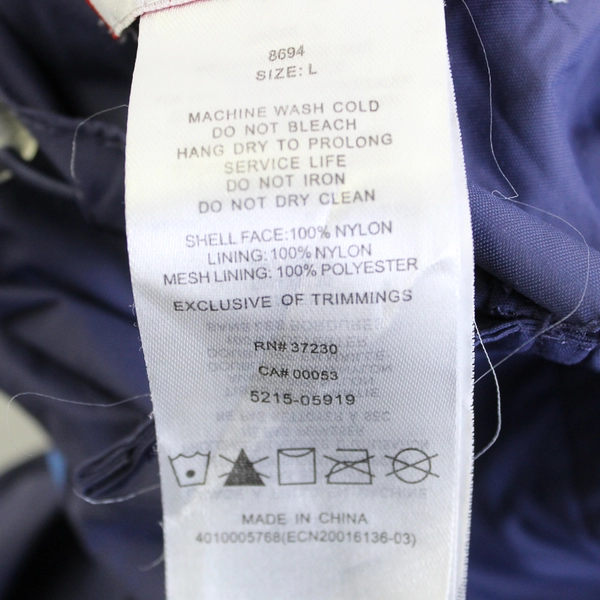 8694
SIZE: L
MACHINE WASH COLD
DO NOT BLEACH
HANG DRY TO PROLONG
SERVICE LIFE
DO NOT IRON
DO NOT DRY CLEAN
SHELL FACE:100% NYLON
LINING:100% NYLON
MESH LINING: 100% POLYESTER
EXCLUSIVE OF TRIMMINGS
RN# 37230
CA# 00053
5215-05919
MADE IN CHINA
4010005768(ECN20016136-03)